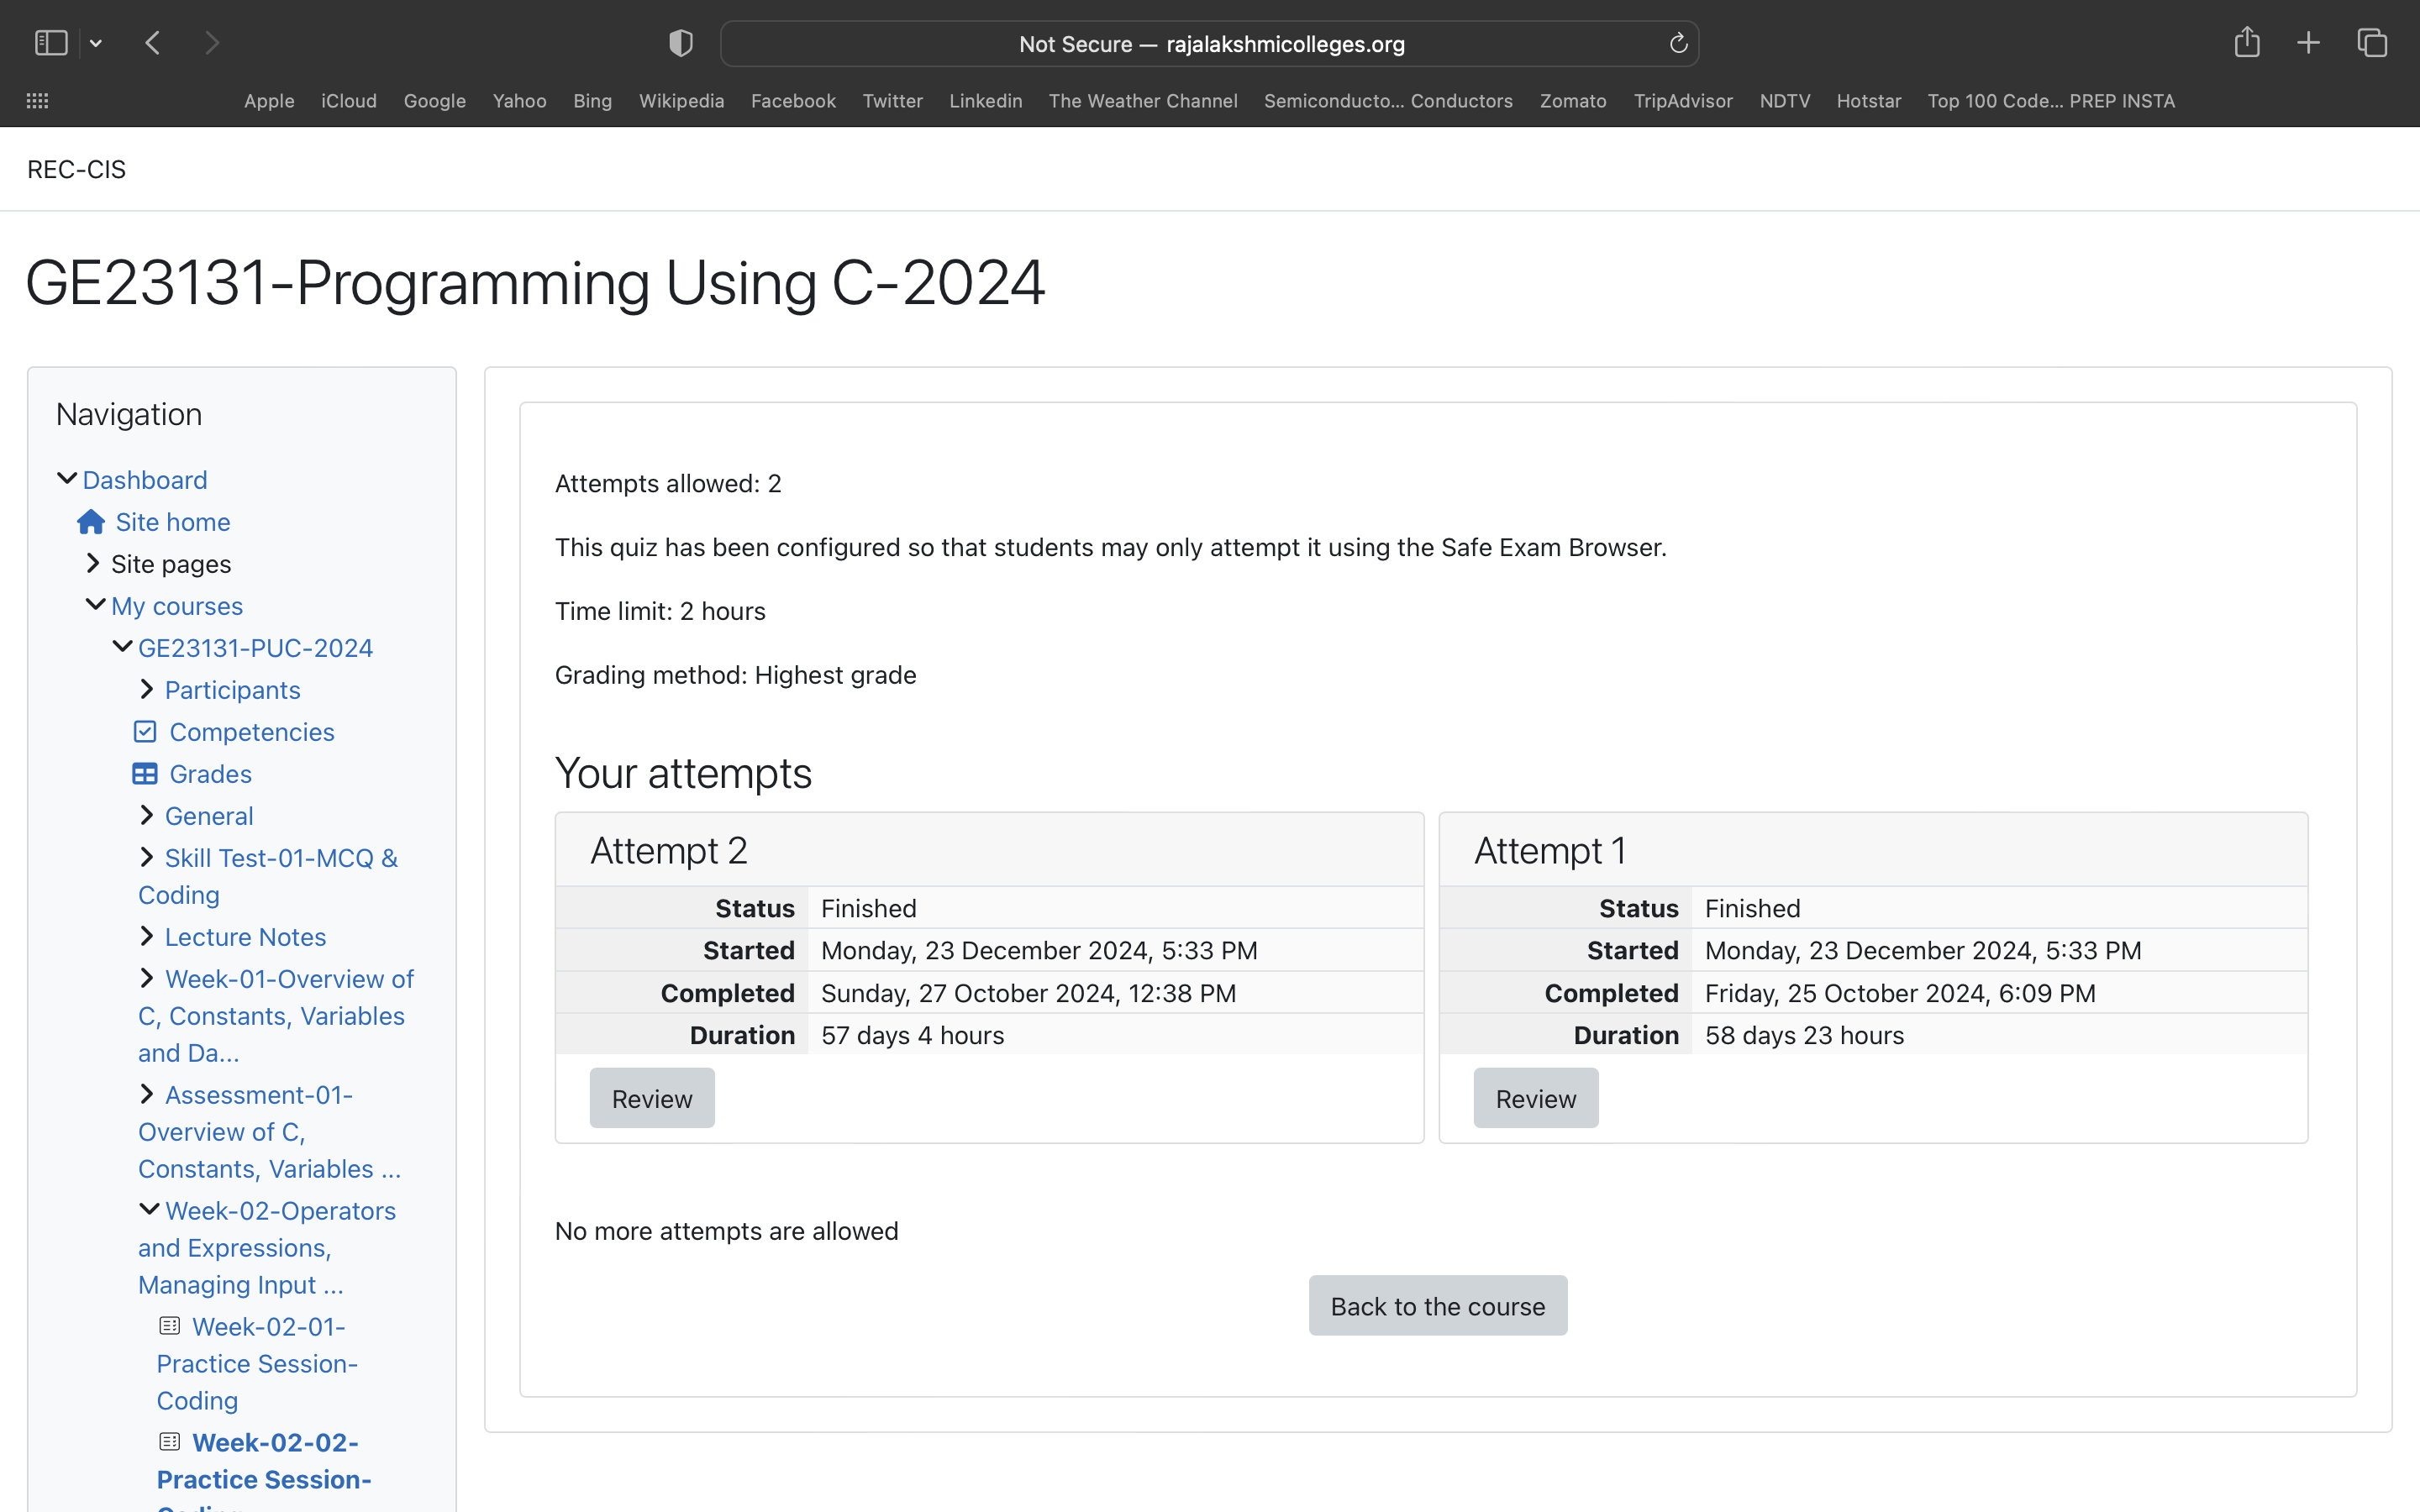 Not Secure — rajalakshmicolleges.org
Apple iCloud Google Yahoo Bing Wikipedia Facebook Twitter Linkedin The Weather Channel Semiconducto... Conductors Zomato TripAdvisor NDTV Hotstar Top 100 Code... PREP INSTA
REC-CIS
GE23131-Programming Using C-2024
Navigation
Dashboard
Site home
Site pages
My courses
GE23131-PUC-2024
Participants
Competencies
Grades
General
Skill Test-01-MCQ &
Coding
Lecture Notes
Week-01-Overview of
C, Constants, Variables
and Da...
Assessment-01-
Overview of C,
Constants, Variables ...
Week-02-Operators
and Expressions,
Managing Input ...
Week-02-01-
Practice Session-
Coding
Week-02-02-
Practice Session-
Attempts allowed: 2
This quiz has been configured so that students may only attempt it using the Safe Exam Browser.
Time limit: 2 hours
Grading method: Highest grade
Your attempts
Attempt 2
Status Finished
Started Monday, 23 December 2024, 5:33 PM
Completed Sunday, 27 October 2024, 12:38 PM
Duration 57 days 4 hours
Review
Attempt 1
Status Finished
Started Monday, 23 December 2024, 5:33 PM
Completed Friday, 25 October 2024, 6:09 PM
Duration 58 days 23 hours
Review
No more attempts are allowed
Back to the course